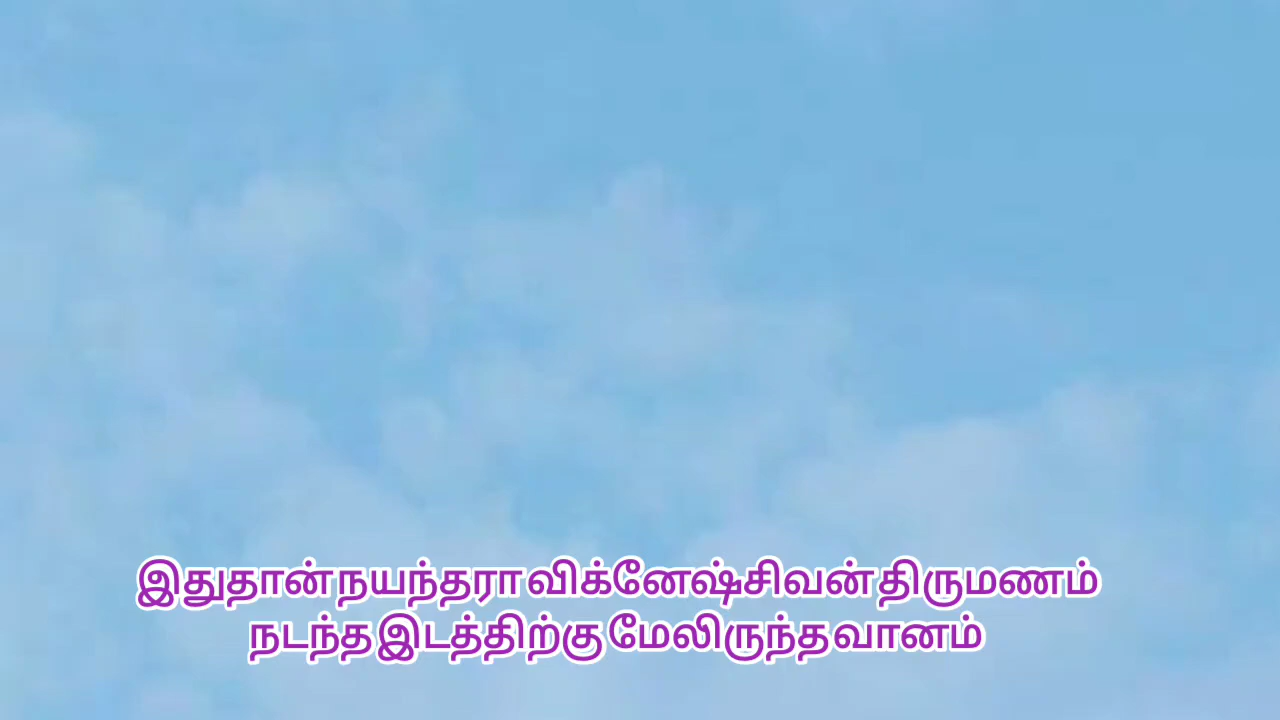 இதுதான் நயந்தரா விக்னேஷ் சிவன் திருமணம்
நடந்த இடத்திற்கு மேலிருந்த வானம்